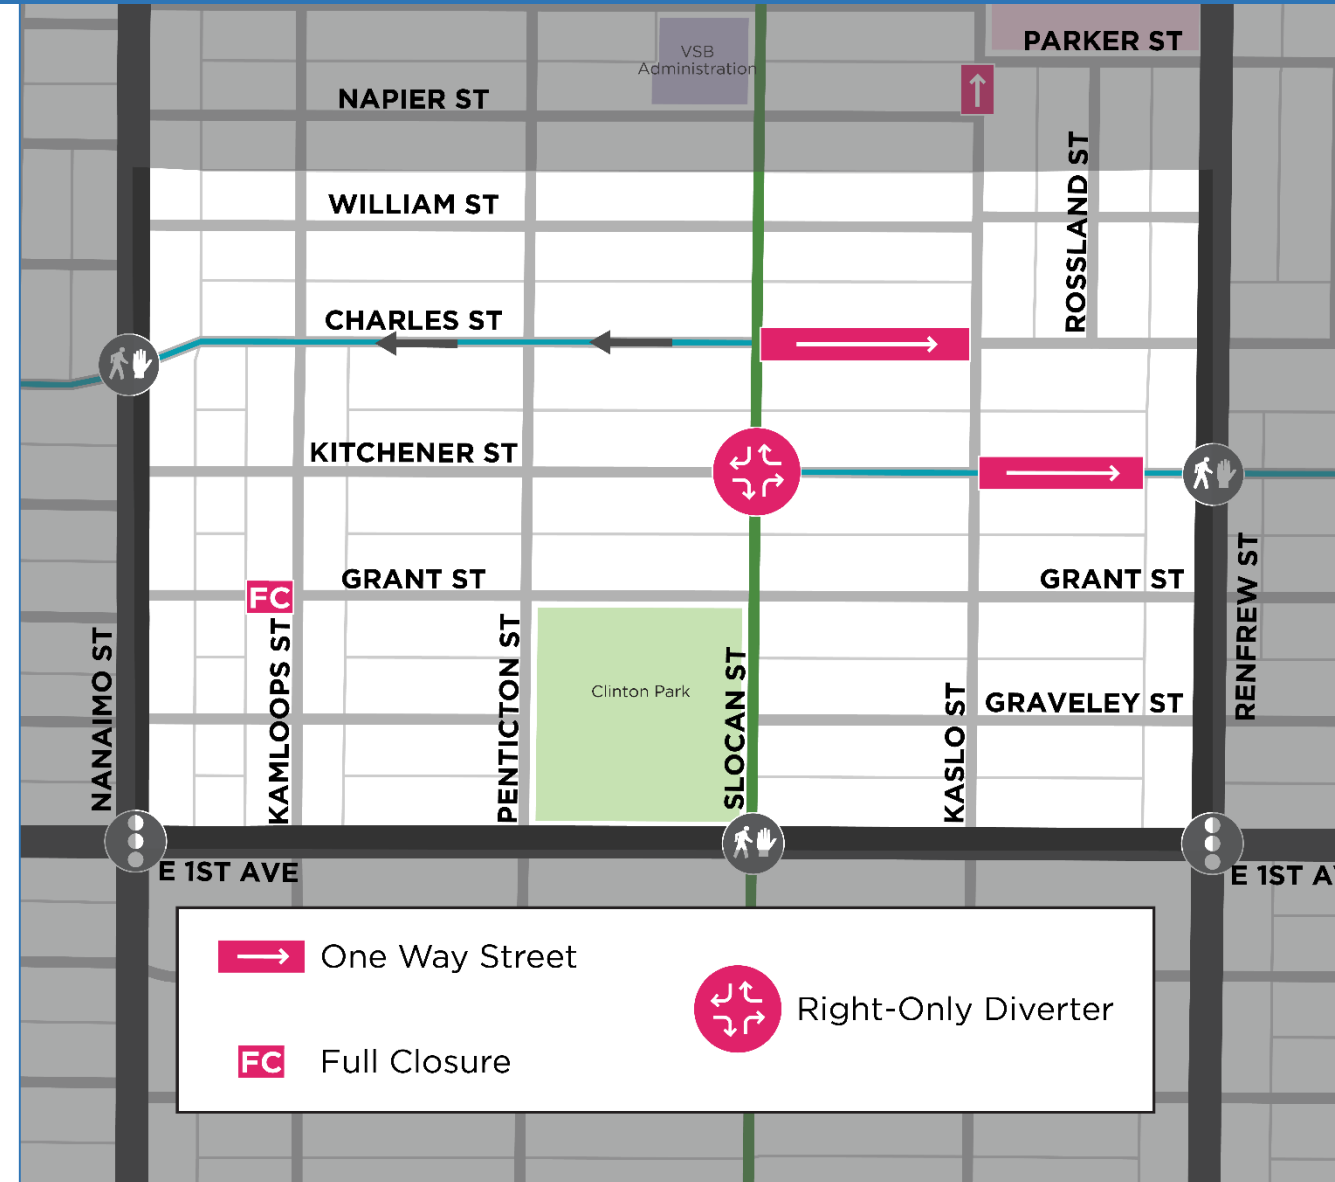 PARKER ST
VSB
Administration
NAPIER ST
ROSSLAND ST
WILLIAM ST
CHARLES ST
KITCHENER ST
GRANT ST
GRANT ST
FC
RENFREW ST
NANAIMO ST
KAMLOOPS ST
PENTICTON ST
Clinton Park
SLOCAN ST
KASLO ST
GRAVELEY ST
E 1ST AVE
E 1ST A
One Way Street
Right-Only Diverter
FC Full Closure